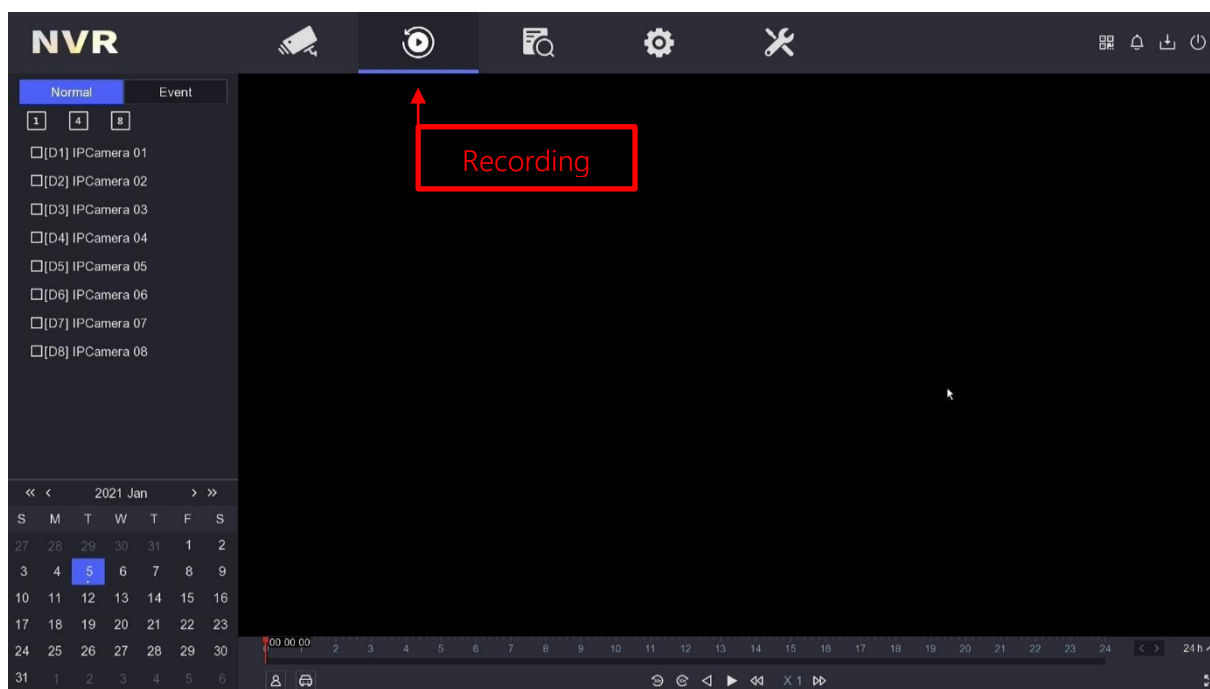 NVR
Normal Event
1 4 8
Recording
[D1] IPCamera 01
[D2] IPCamera 02
[D3] IPCamera 03
[D4] IPCamera 04
[D5] IPCamera 05
[D6] IPCamera 06
[D7] IPCamera 07
[D8] IPCamera 08
2021 Jan
S M T W T F S
27 28 29 30 31 1 2
3 4 5 6 7 8 9
10 11 12 13 14 15 16
17 18 19 20 21 22 23
24 25 26 27 28 29 30
31 1 2 3 4 5 6
00 00 00
2 3 4 5 6 7 8 9 10 11 12 13 14 15 16 17 18 19 20 21 22 23 24 24 h
X 1